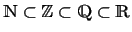 ℕ ⊂ ℤ ⊂ ℚ ⊂ ℝ